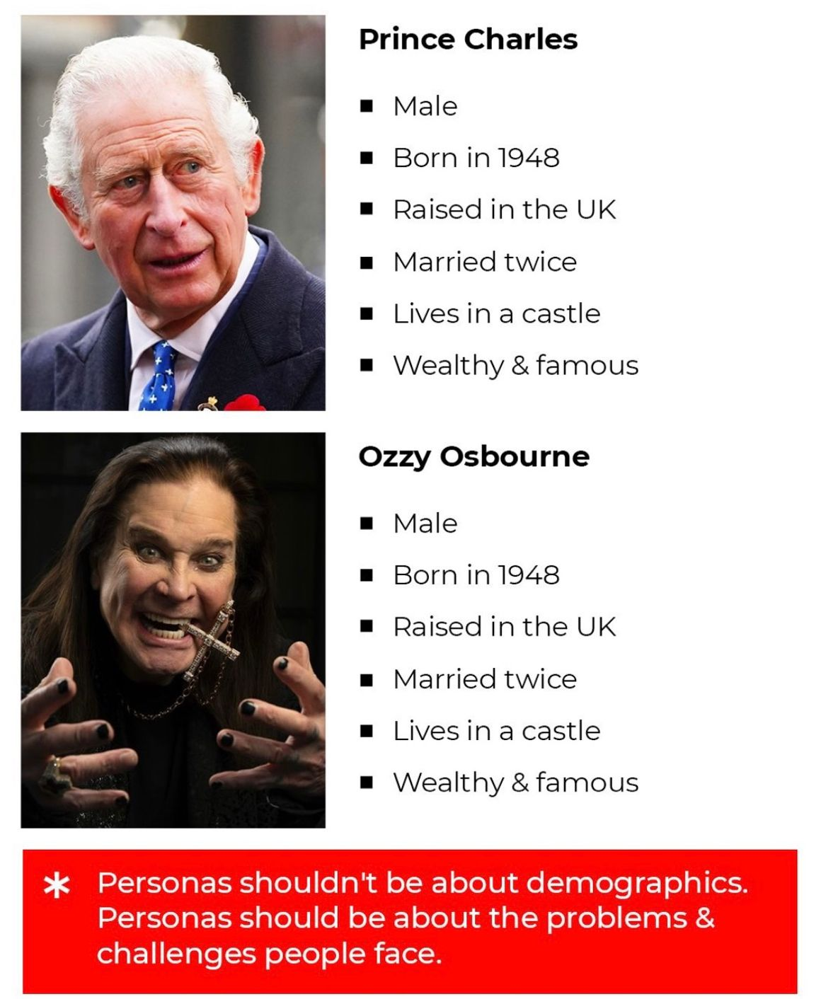 Prince Charles
■ Male
■ Born in 1948
■ Raised in the UK
■ Married twice
■ Lives in a castle
■ Wealthy & famous
Ozzy Osbourne
■ Male
■ Born in 1948
■ Raised in the UK
■ Married twice
■ Lives in a castle
■ Wealthy & famous
* Personas shouldn't be about demographics.
Personas should be about the problems &
challenges people face.